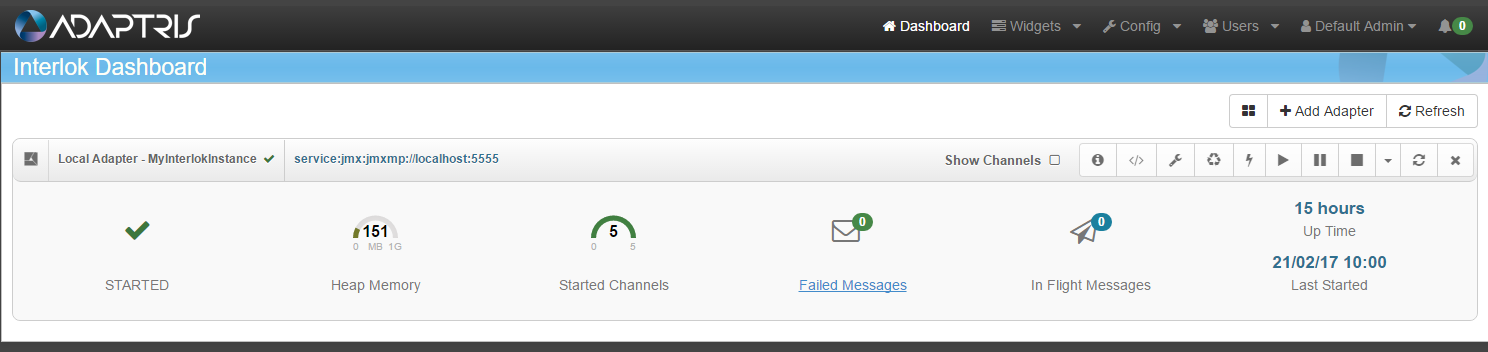 ADAPTRIS Dashboard Widgets Config Users Default Admin 0
Interlok Dashboard
Add Adapter Refresh
Local Adapter - MyInterlokInstance service:jmx:jmxmp://localhost:5555 Show Channels
STARTED
151
0 MB 1G
Heap Memory
5
0 5
Started Channels
0
Failed Messages
0
In Flight Messages
15 hours
Up Time
21/02/17 10:00
Last Started